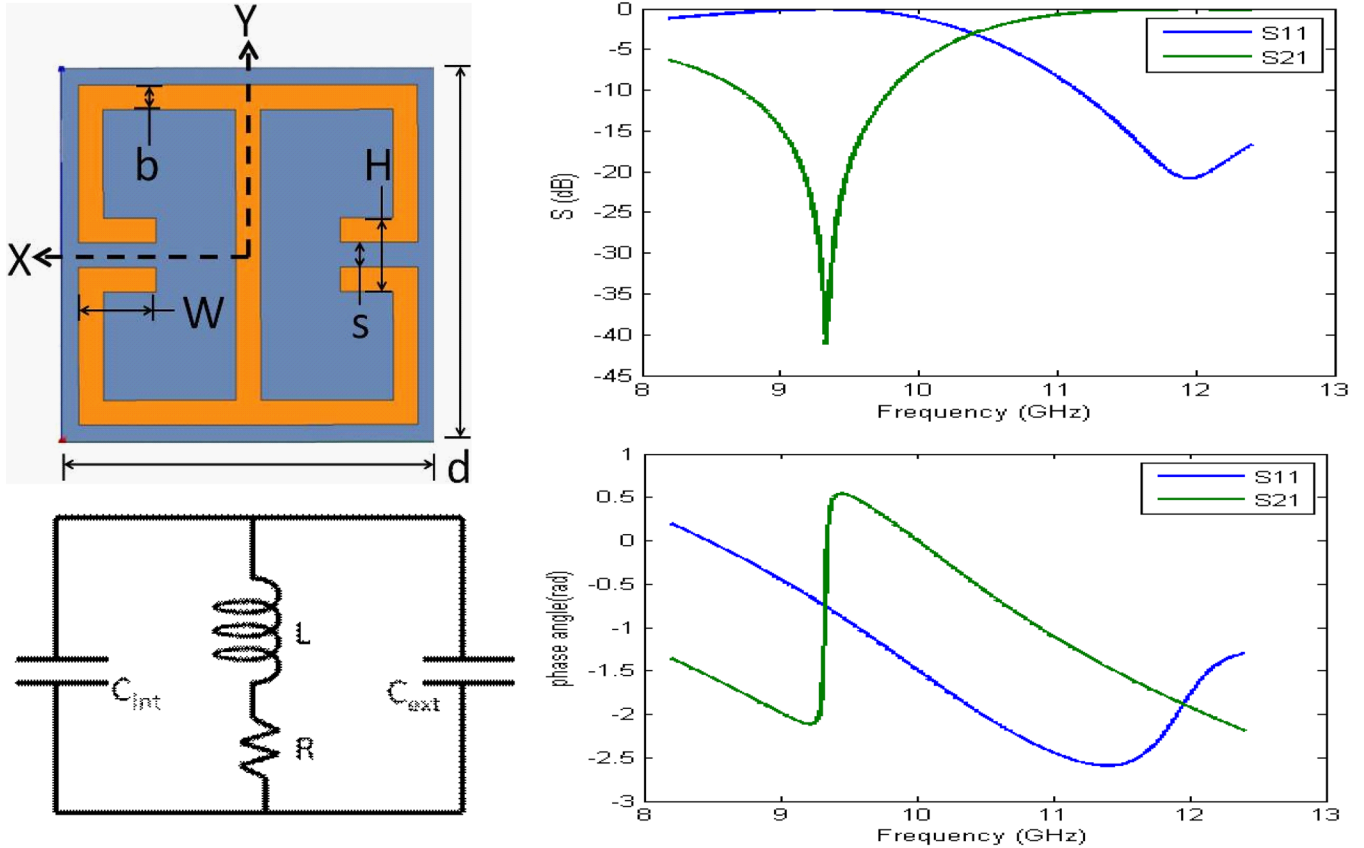 Y
X
b
H
W
s
d
C_int
L
R
C_ext
0
-5
-10
-15
-20
-25
-30
-35
-40
-45
S (dB)
S11
S21
8 9 10 11 12 13
Frequency (GHz)
1
0.5
0
-0.5
-1
-1.5
-2
-2.5
-3
phase angle(rad)
S11
S21
8 9 10 11 12 13
Frequency (GHz)